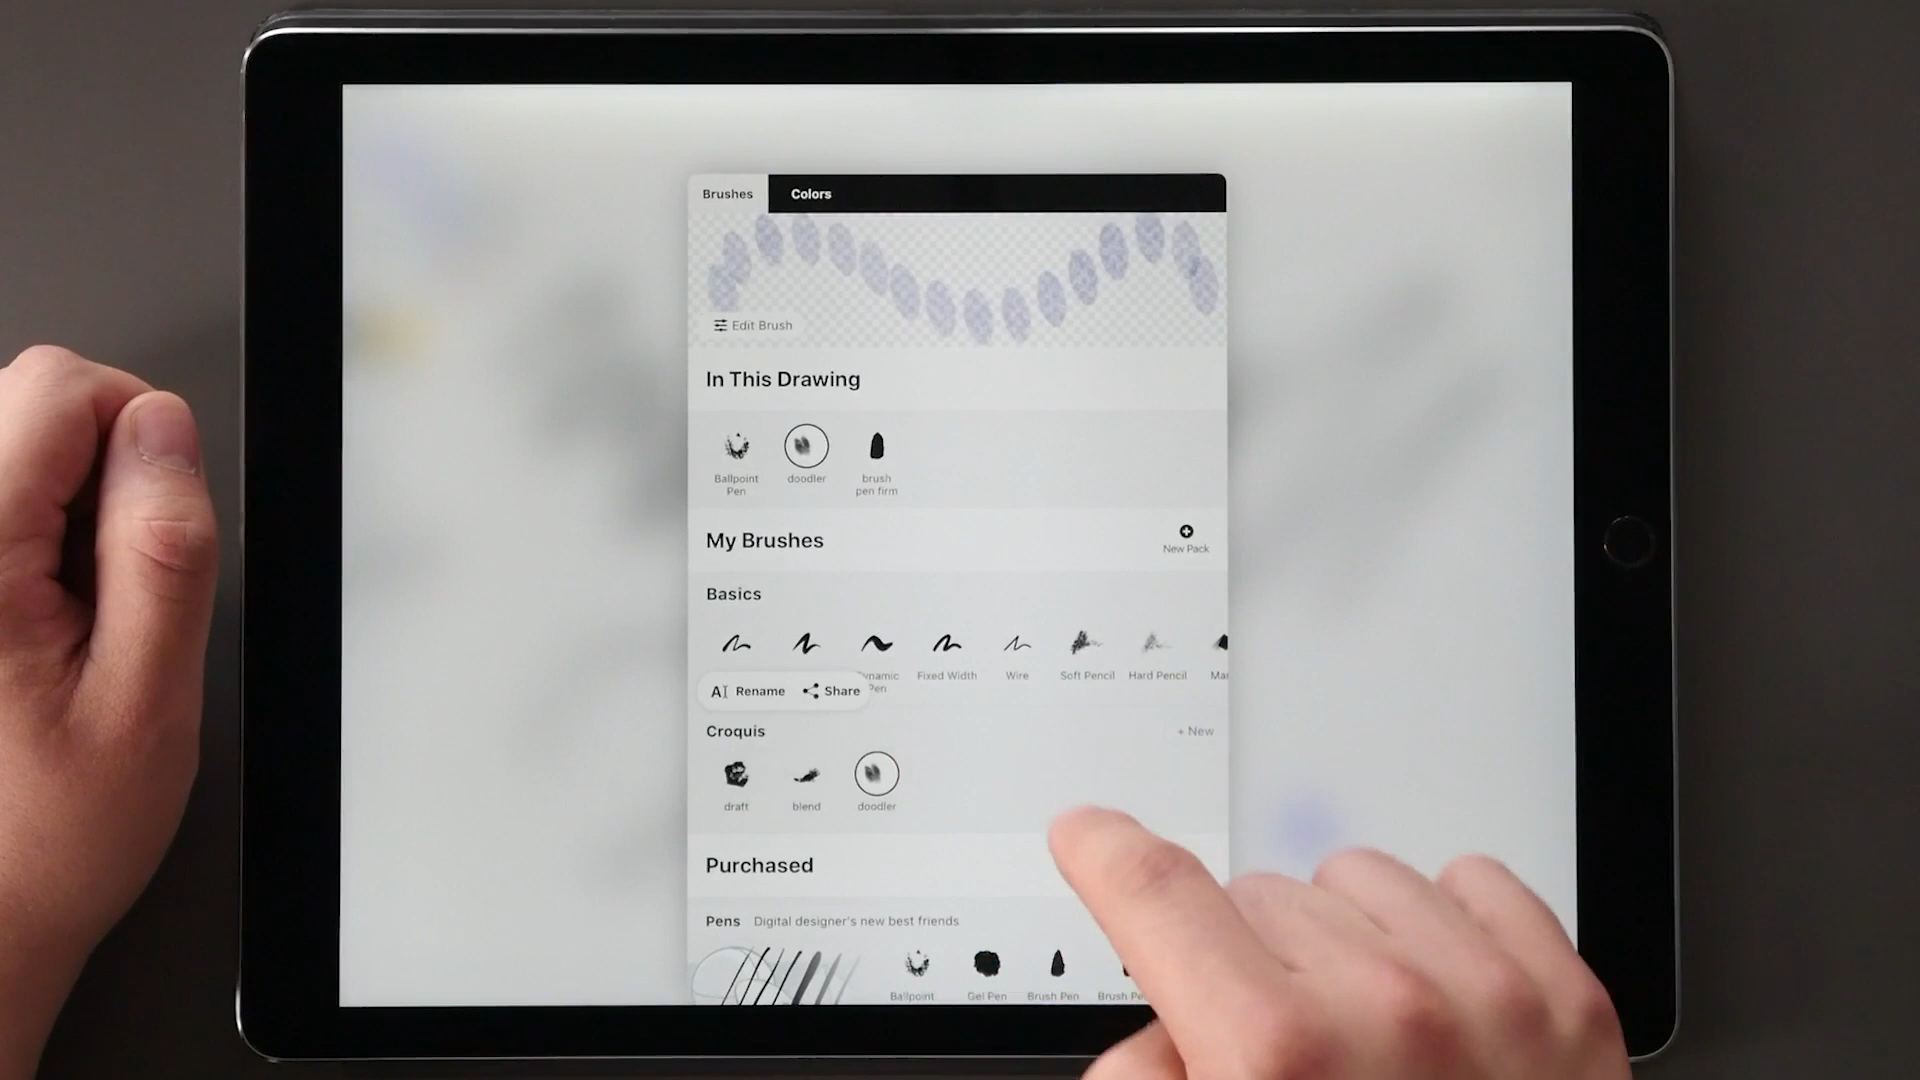 Brushes
Colors
Edit Brush
In This Drawing
Ballpoint
Pen
doodler
brush
pen firm
My Brushes
New Pack
Basics
Fixed Width
Wire
Soft Pencil
Hard Pencil
Pen
Rename
Share
Croquis
+ New
draft
blend
doodler
Purchased
Pens
Digital designer's new best friends
Ballpoint
Gel Pen
Brush Pen
Brush